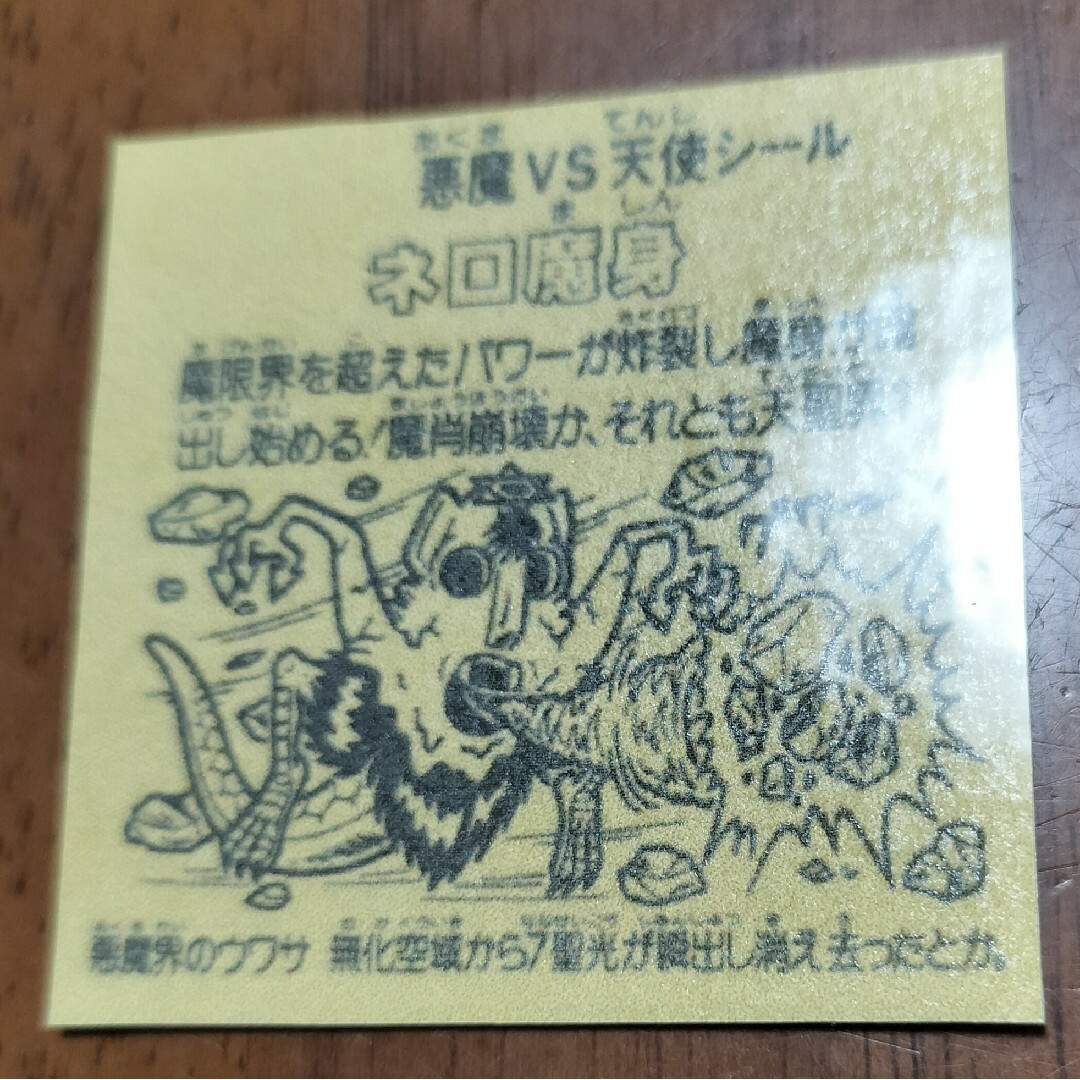 悪魔VS天使シール
ネロ魔身
魔限界を超えたパワーが炸裂し魔
出し始める!魔肖崩壊か、それとも天
悪魔界のウワサ 無化空域から7聖光が瞬出し消え去ったとか。